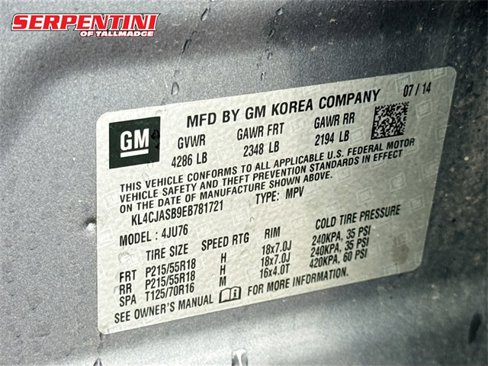 SERPENTINI
OF TALLMADGE
MFD BY GM KOREA COMPANY 07 / 14
GM
GVWR GAWR FRT GAWR RR
4286 LB 2348 LB 2194 LB
THIS VEHICLE CONFORMS TO ALL APPLICABLE U.S. FEDERAL MOTOR
VEHICLE SAFETY AND THEFT PREVENTION STANDARDS IN EFFECT
ON THE DATE OF MANUFACTURE SHOWN ABOVE.
KL4CJASB9EB781721 TYPE: MPV
MODEL : 4JU76
TIRE SIZE SPEED RTG RIM COLD TIRE PRESSURE
FRT P215/55R18 H 18x7.0J 240KPA, 35 PSI
RR P215/55R18 H 18x7.0J 240KPA, 35 PSI
SPA T125/70R16 M 16x4.0T 420KPA, 60 PSI
SEE OWNER'S MANUAL FOR MORE INFORMATION.